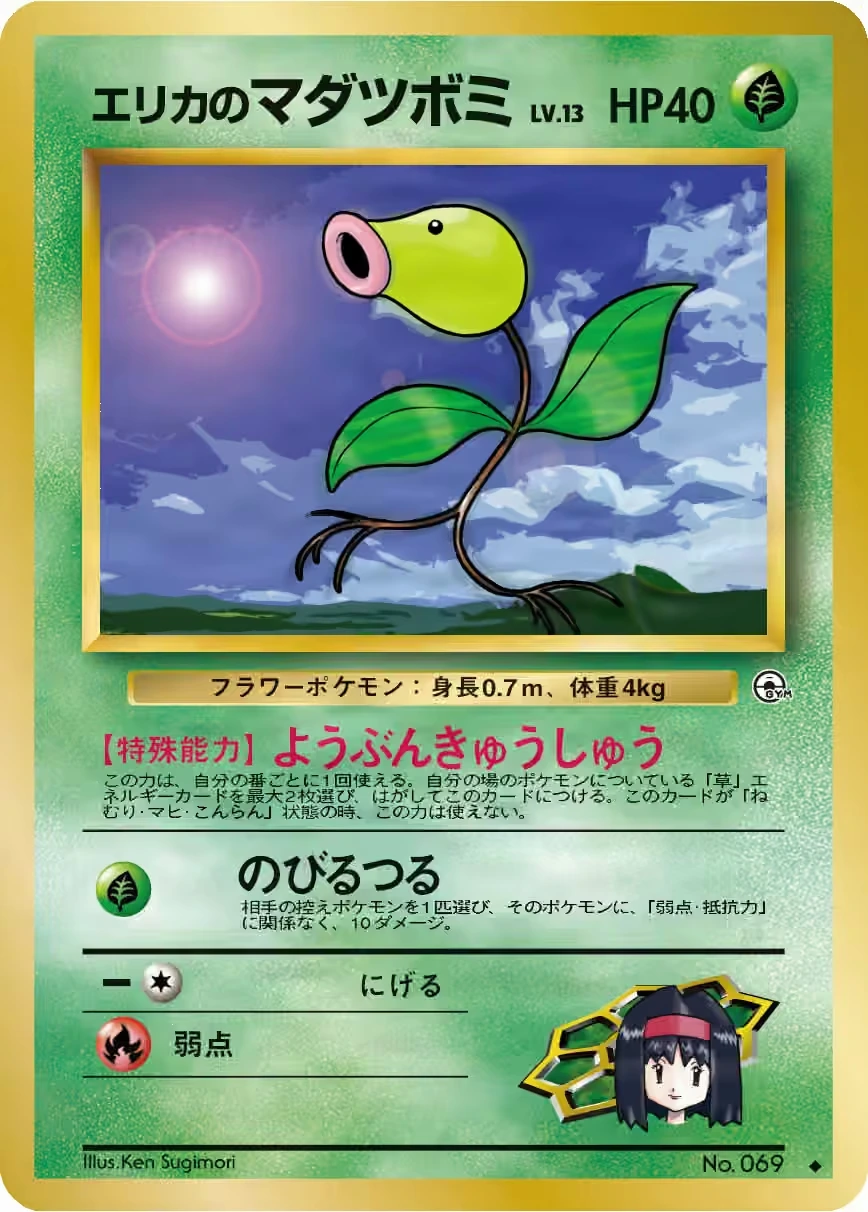 エリカのマダツボミ LV.13 HP40
フラワーポケモン：身長0.7m、体重4kg
GYM
【特殊能力】ようぶんきゅうしゅう
この力は、自分の番ごとに1回使える。自分の場のポケモンについている「草」エ
ネルギーカードを最大2枚選び、はがしてこのカードにつける。このカードが「ね
むり·マヒ·こんらん」状態の時、この力は使えない。
のびるつる
相手の控えポケモンを1匹選び、そのポケモンに、「弱点·抵抗力」
に関係なく、10ダメージ。
にげる
弱点
Illus.Ken Sugimori No. 069